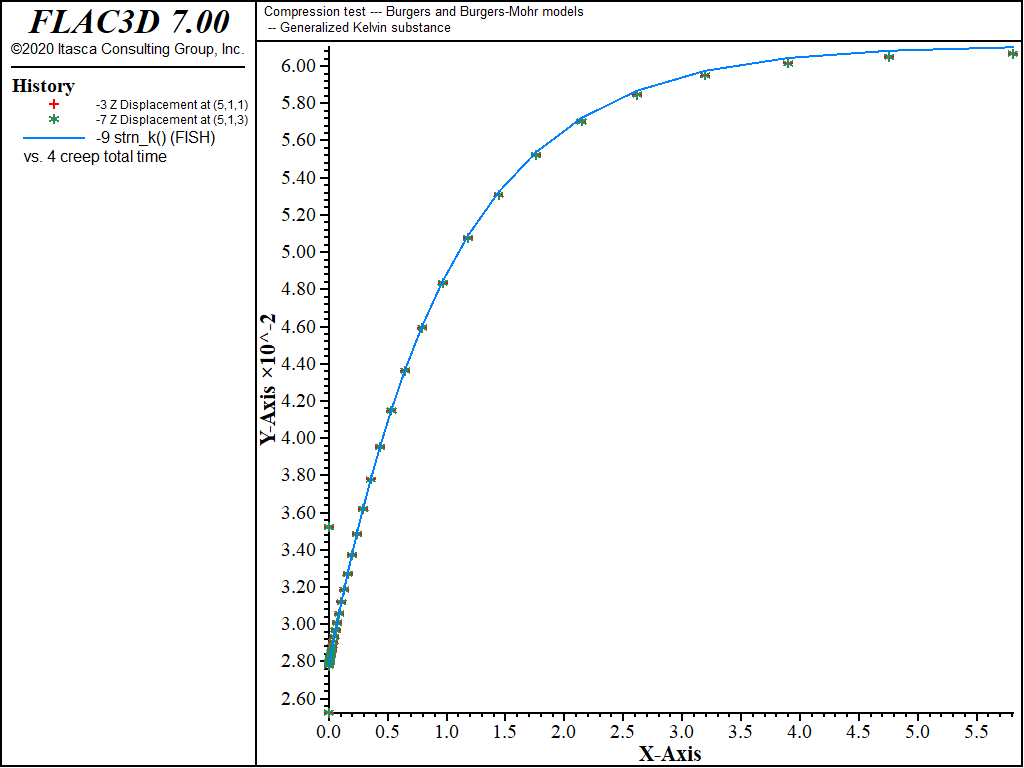 FLAC3D 7.00
©2020 Itasca Consulting Group, Inc.
History
-3 Z Displacement at (5,1,1)
-7 Z Displacement at (5,1,3)
-9 strn_k() (FISH)
vs. 4 creep total time
Compression test --- Burgers and Burgers-Mohr models
-- Generalized Kelvin substance
Y-Axis ×10^-2
6.00
5.80
5.60
5.40
5.20
5.00
4.80
4.60
4.40
4.20
4.00
3.80
3.60
3.40
3.20
3.00
2.80
2.60
0.0 0.5 1.0 1.5 2.0 2.5 3.0 3.5 4.0 4.5 5.0 5.5
X-Axis